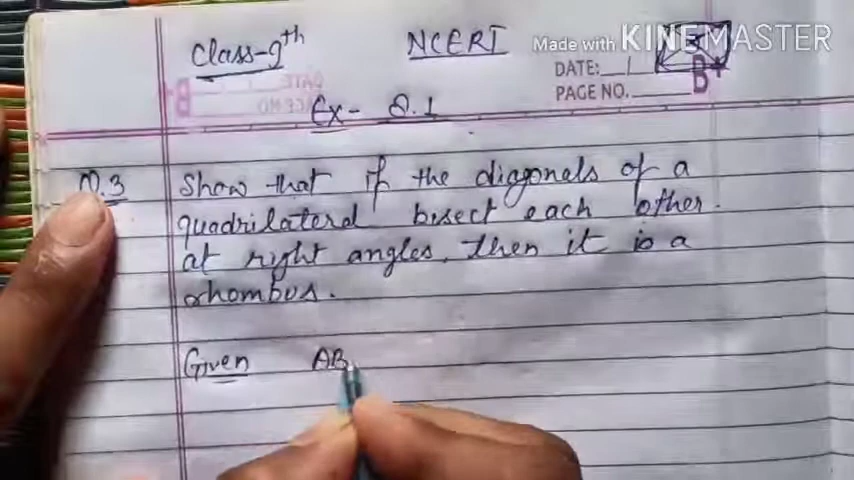 Class-9th NCERT Made with KINEMASTER
DATE:
PAGE NO.
Ex- 8.1
Q.3 Show that if the diagonals of a
quadrilateral bisect each other.
at right angles, then it is a
rhombus.
Given AB